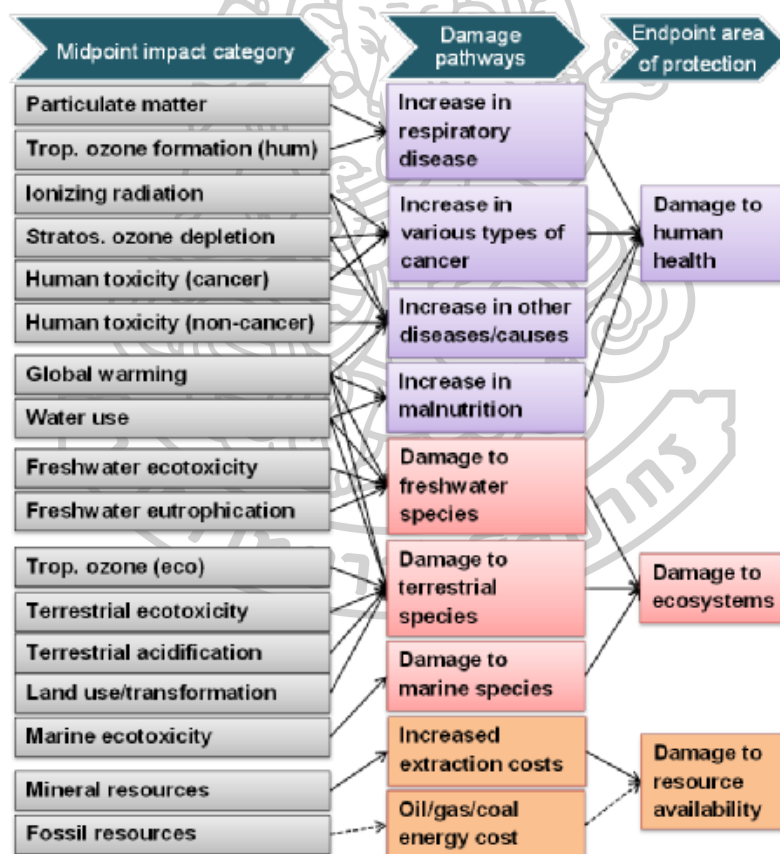 Midpoint impact category
Damage
pathways
Endpoint area
of protection
Particulate matter
Trop. ozone formation (hum)
Ionizing radiation
Stratos. ozone depletion
Human toxicity (cancer)
Human toxicity (non-cancer)
Global warming
Water use
Freshwater ecotoxicity
Freshwater eutrophication
Trop. ozone (eco)
Terrestrial ecotoxicity
Terrestrial acidification
Land use/transformation
Marine ecotoxicity
Mineral resources
Fossil resources
Increase in
respiratory
disease
Increase in
various types of
cancer
Increase in other
diseases/causes
Increase in
malnutrition
Damage to
freshwater
species
Damage to
terrestrial
species
Damage to
marine species
Increased
extraction costs
Oil/gas/coal
energy cost
Damage to
human
health
Damage to
ecosystems
Damage to
resource
availability